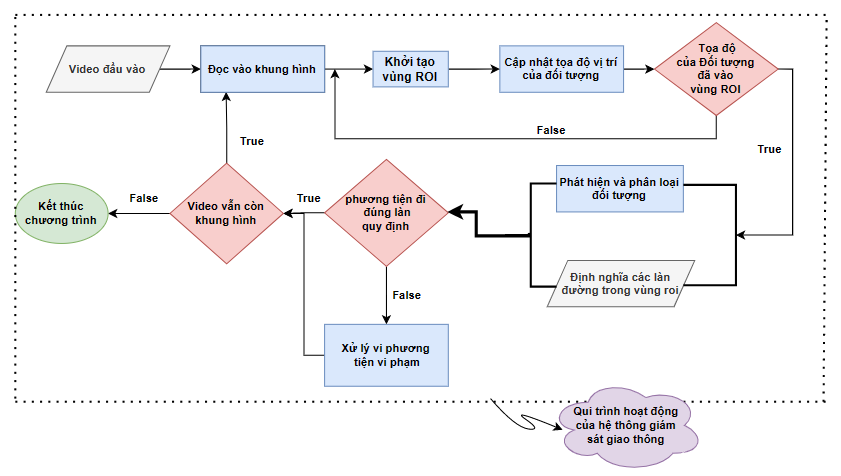 Video đầu vào
Đọc vào khung hình
Khởi tạo
vùng ROI
Cập nhật tọa độ vị trí
của đối tượng
Tọa độ
của Đối tượng
đã vào
vùng ROI
False
True
True
Phát hiện và phân loại
đối tượng
Định nghĩa các làn
đường trong vùng roi
phương tiện đi
đúng làn
quy định
True
False
Video vẫn còn
khung hình
False
Kết thúc
chương trình
Xử lý vi phương
tiện vi phạm
Qui trình hoạt động
của hệ thông giám
sát giao thông